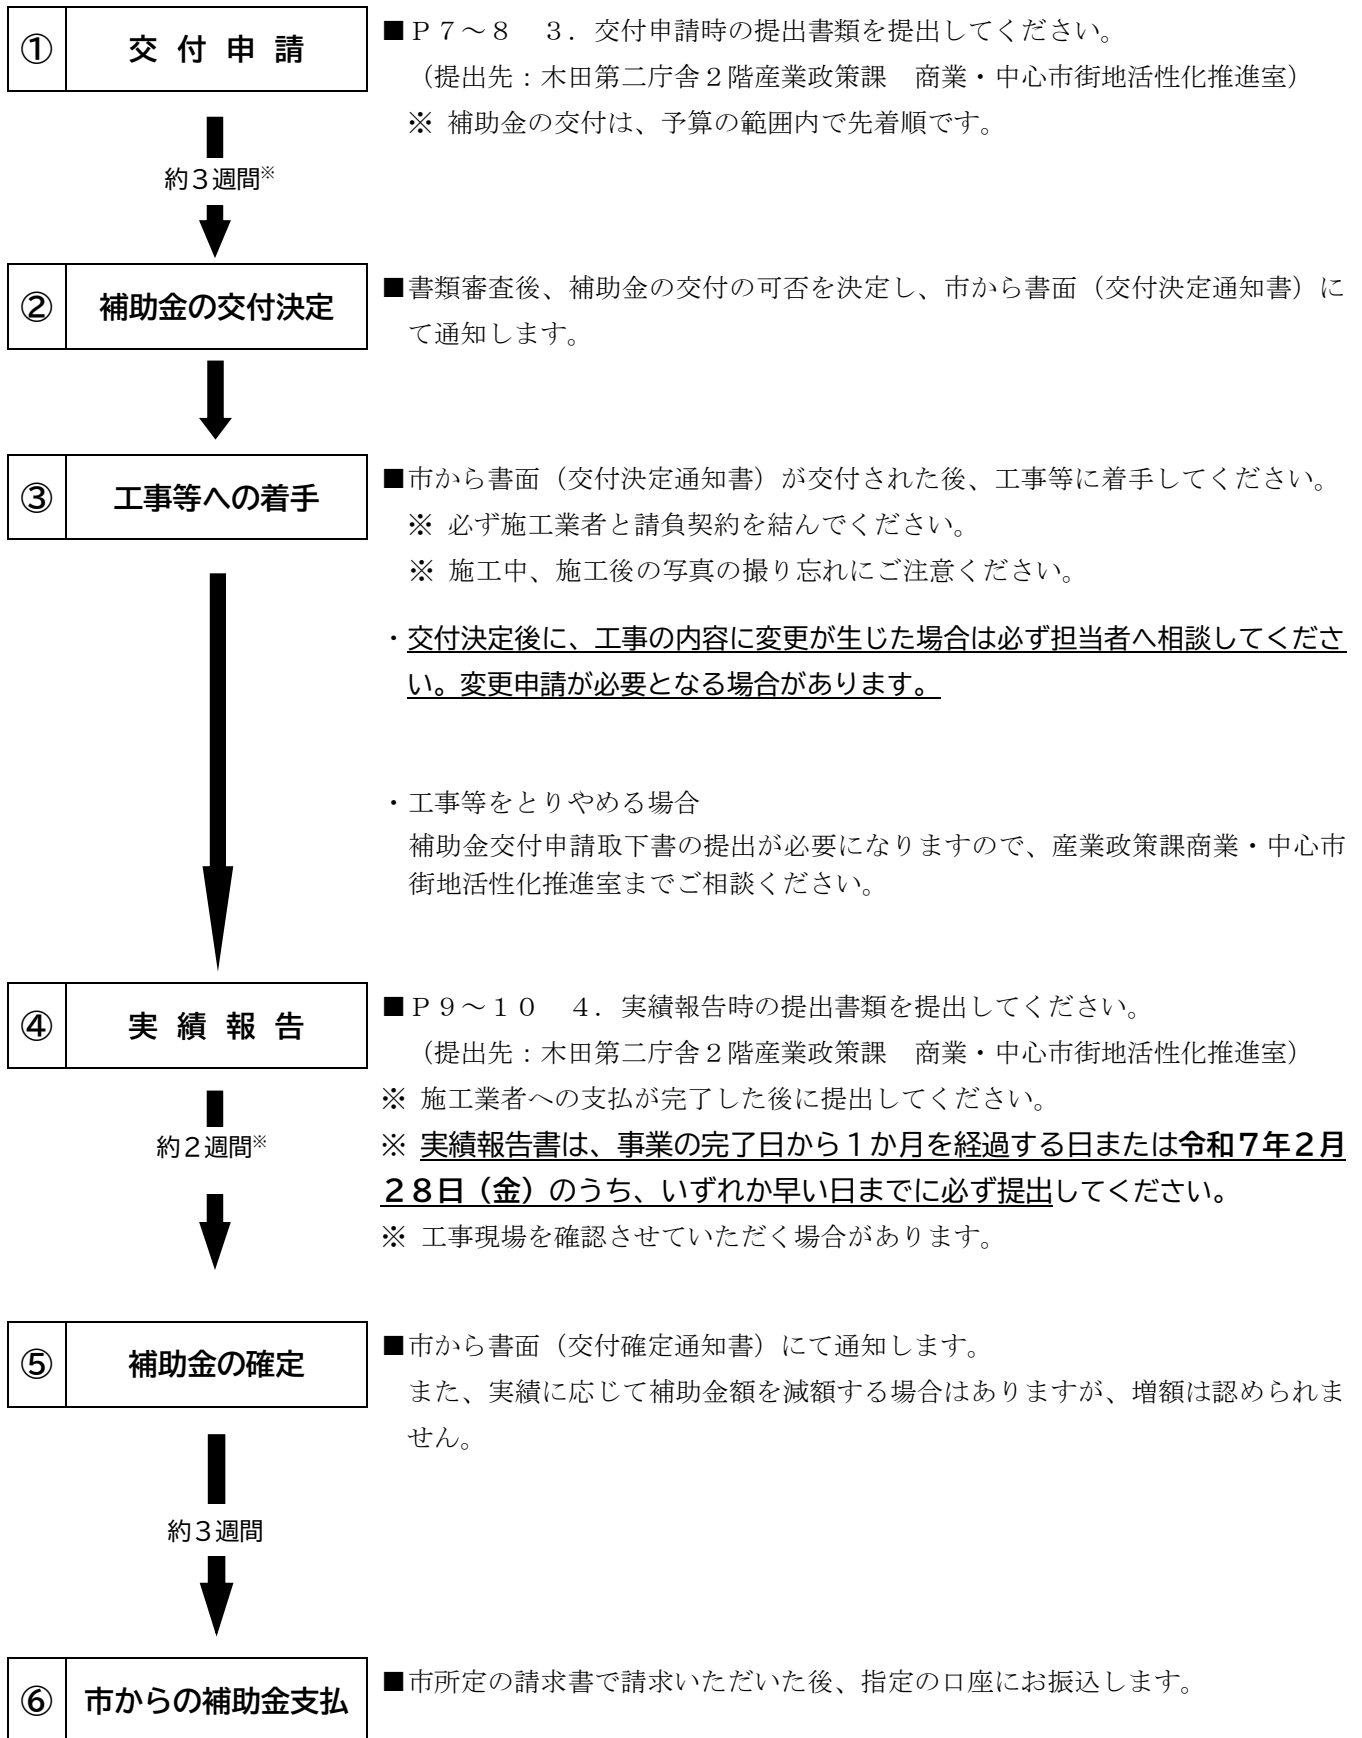 ① 交付申請
■Ｐ７～８　３．交付申請時の提出書類を提出してください。
（提出先：木田第二庁舎２階産業政策課　商業・中心市街地活性化推進室）
※ 補助金の交付は、予算の範囲内で先着順です。
約３週間※
② 補助金の交付決定
■書類審査後、補助金の交付の可否を決定し、市から書面（交付決定通知書）に
て通知します。
③ 工事等への着手
■市から書面（交付決定通知書）が交付された後、工事等に着手してください。
※ 必ず施工業者と請負契約を結んでください。
※ 施工中、施工後の写真の撮り忘れにご注意ください。
・交付決定後に、工事の内容に変更が生じた場合は必ず担当者へ相談してくださ
い。変更申請が必要となる場合があります。
・工事等をとりやめる場合
補助金交付申請取下書の提出が必要になりますので、産業政策課商業・中心市
街地活性化推進室までご相談ください。
④ 実績報告
■Ｐ９～１０　４．実績報告時の提出書類を提出してください。
（提出先：木田第二庁舎２階産業政策課　商業・中心市街地活性化推進室）
※ 施工業者への支払が完了した後に提出してください。
約２週間※
※ 実績報告書は、事業の完了日から１か月を経過する日または令和７年２月
２８日（金）のうち、いずれか早い日までに必ず提出してください。
※ 工事現場を確認させていただく場合があります。
⑤ 補助金の確定
■市から書面（交付確定通知書）にて通知します。
また、実績に応じて補助金額を減額する場合はありますが、増額は認められま
せん。
約３週間
⑥ 市からの補助金支払
■市所定の請求書で請求いただいた後、指定の口座にお振込します。